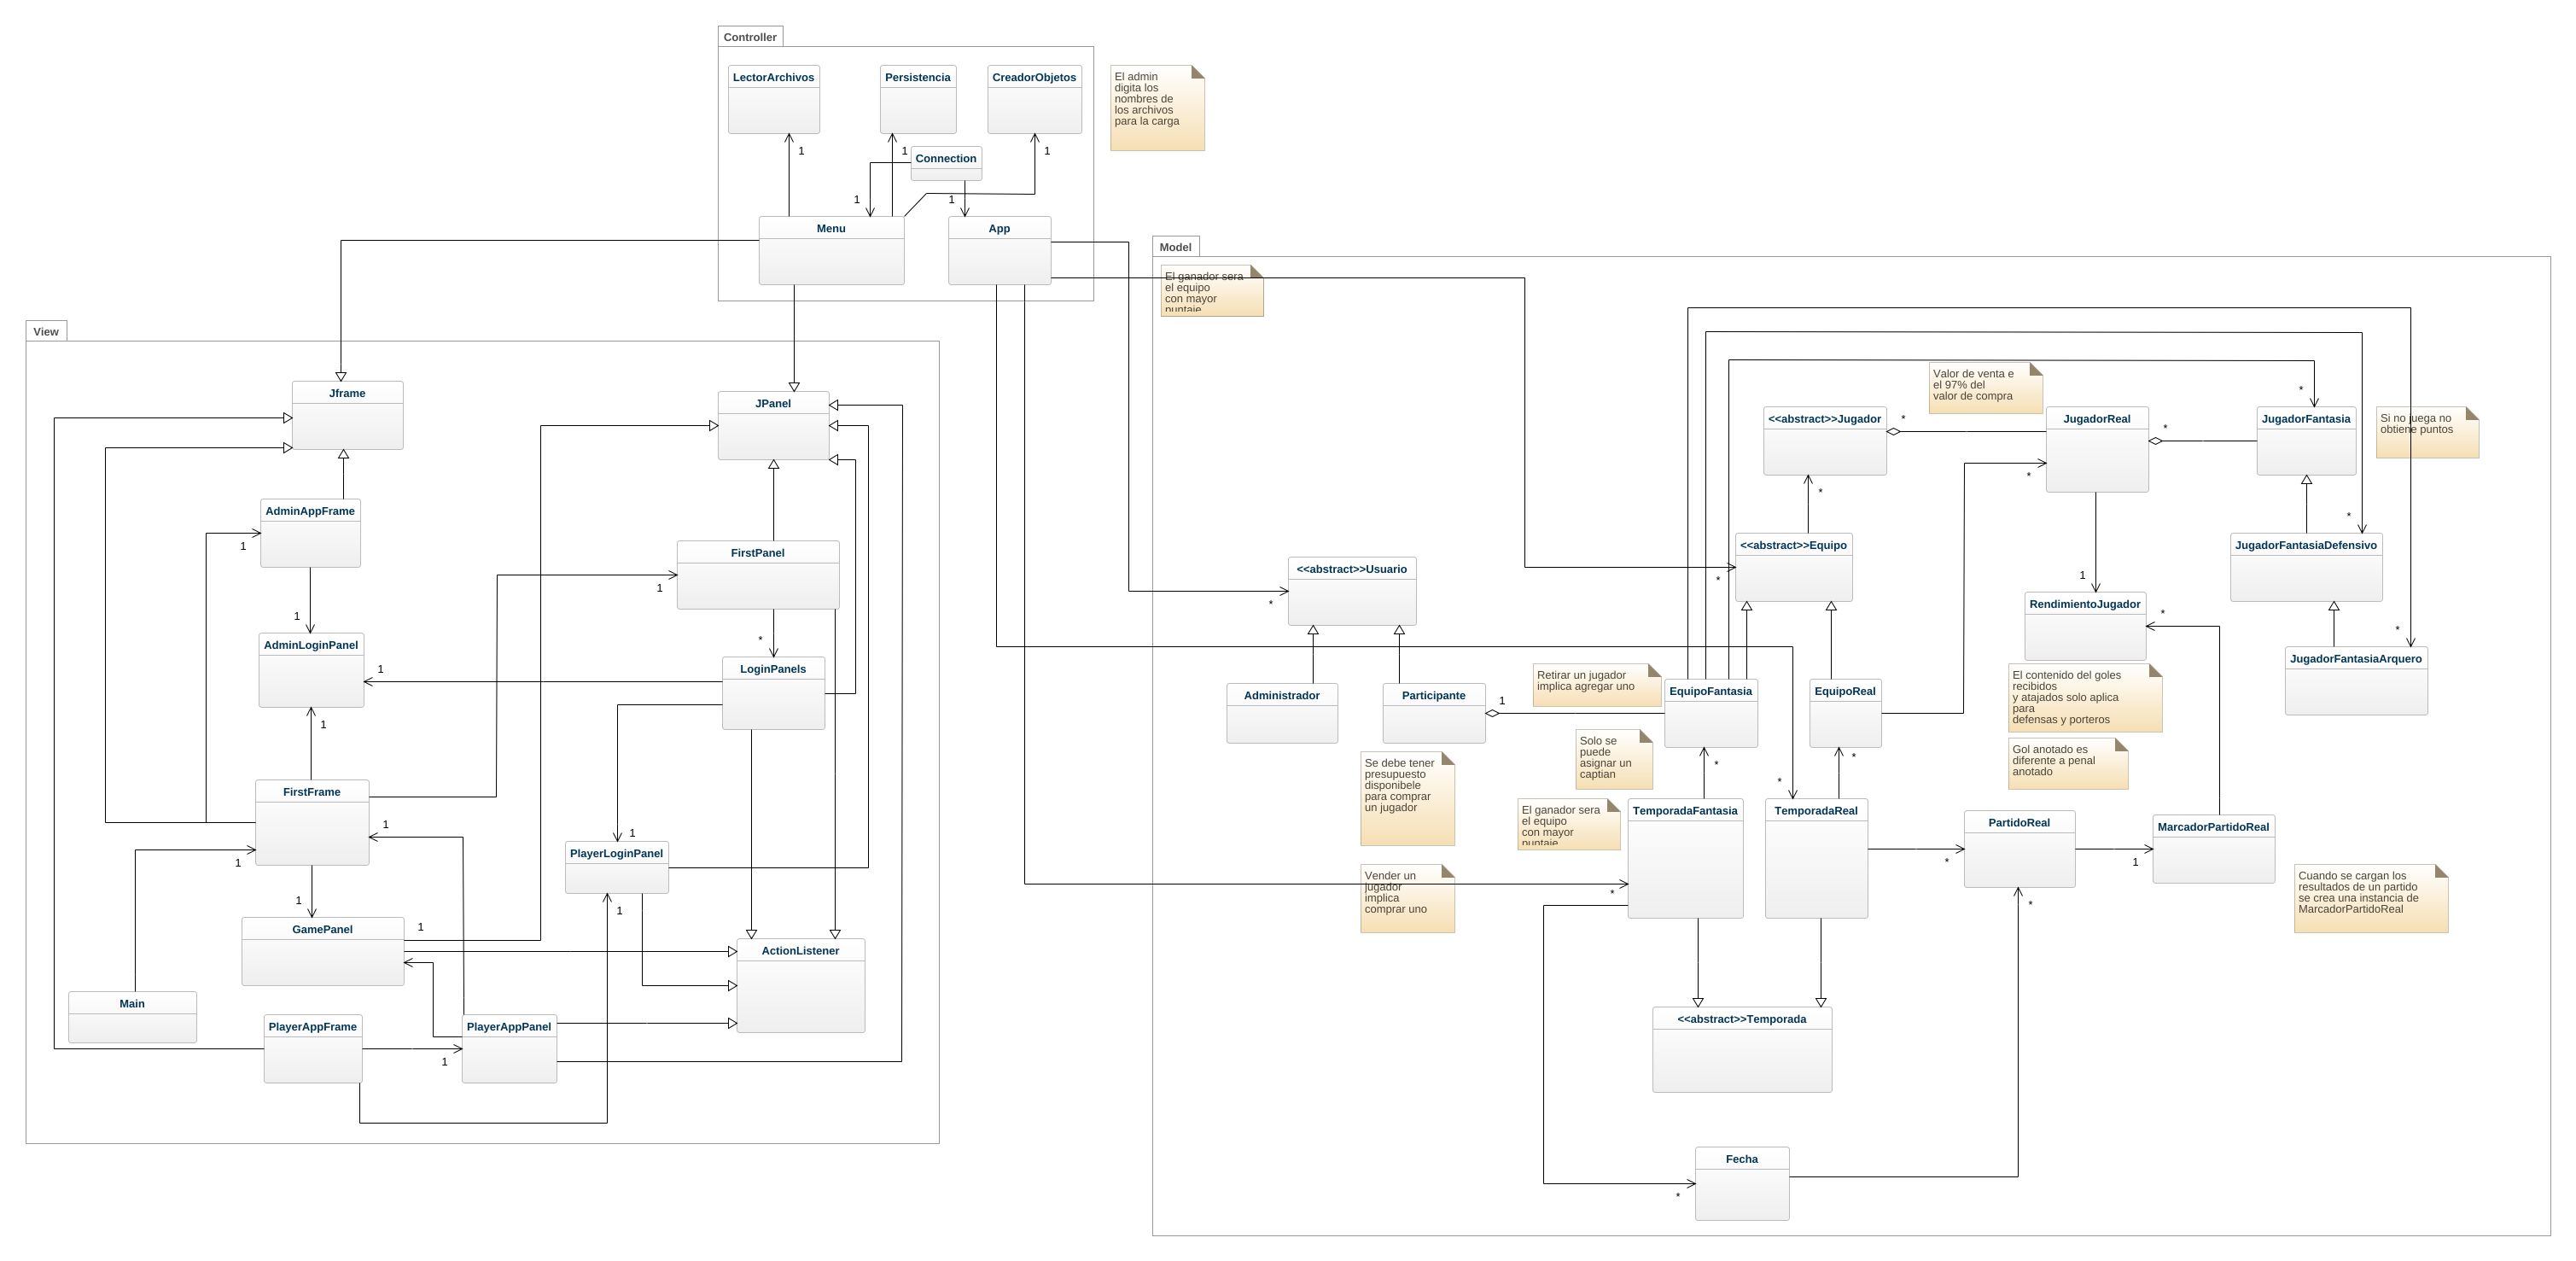 Controller
LectorArchivos
Persistencia
CreadorObjetos
El admin
digita los
nombres de
los archivos
para la carga
1
1
1
Connection
1
1
Menu
App
Model
El ganador sera
el equipo
con mayor
puntaje
View
Jframe
JPanel
AdminAppFrame
1
FirstPanel
1
1
AdminLoginPanel
*
LoginPanels
1
1
FirstFrame
1
1
1
PlayerLoginPanel
1
1
GamePanel
1
ActionListener
Main
PlayerAppFrame
PlayerAppPanel
1
Valor de venta e
el 97% del
valor de compra
*
<<abstract>>Jugador
*
JugadorReal
*
JugadorFantasia
Si no juega no
obtiene puntos
*
*
*
<<abstract>>Equipo
*
JugadorFantasiaDefensivo
<<abstract>>Usuario
*
1
RendimientoJugador
*
*
JugadorFantasiaArquero
Administrador
Participante
1
Retirar un jugador
implica agregar uno
EquipoFantasia
EquipoReal
El contenido del goles
recibidos
y atajados solo aplica
para
defensas y porteros
Solo se
puede
asignar un
captian
Se debe tener
presupuesto
disponibele
para comprar
un jugador
*
*
*
Gol anotado es
diferente a penal
anotado
El ganador sera
el equipo
con mayor
puntaje
TemporadaFantasia
TemporadaReal
PartidoReal
MarcadorPartidoReal
*
1
Vender un
jugador
implica
comprar uno
*
*
Cuando se cargan los
resultados de un partido
se crea una instancia de
MarcadorPartidoReal
<<abstract>>Temporada
Fecha
*